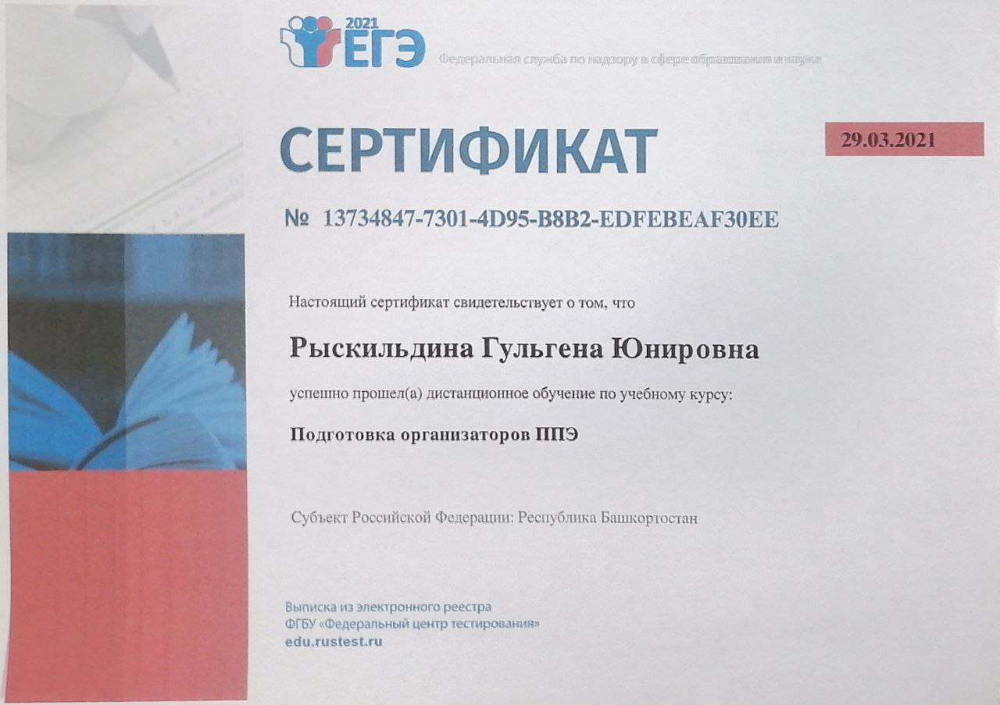 2021
ЕГЭ
Федеральная служба по надзору в сфере образования и науки
СЕРТИФИКАТ
29.03.2021
№ 13734847-7301-4D95-B8B2-EDFEBEAF30EE
Настоящий сертификат свидетельствует о том, что
Рыскильдина Гульгена Юнировна
успешно прошел(а) дистанционное обучение по учебному курсу:
Подготовка организаторов ППЭ
Субъект Российской Федерации: Республика Башкортостан
Выписка из электронного реестра
ФГБУ «Федеральный центр тестирования»
edu.rustest.ru